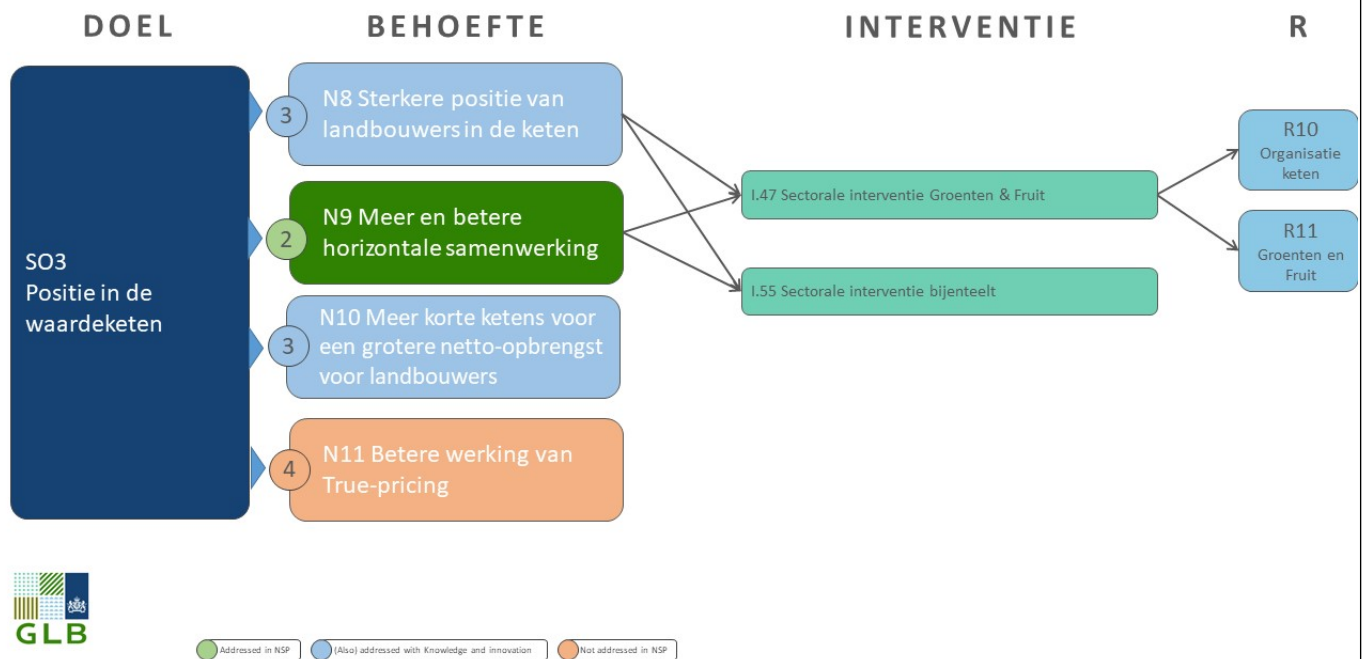 DOEL
BEHOEFTE
INTERVENTIE
R
SO3
Positie in de
waardeketen
3
N8 Sterkere positie van
landbouwers in de keten
2
N9 Meer en betere
horizontale samenwerking
3
N10 Meer korte ketens voor
een grotere netto-opbrengst
voor landbouwers
4
N11 Betere werking van
True-pricing
I.47 Sectorale interventie Groenten & Fruit
I.55 Sectorale interventie bijenteelt
R10
Organisatie
keten
R11
Groenten en
Fruit
GLB
Addressed in NSP
(Also) addressed with Knowledge and innovation
Not addressed in NSP